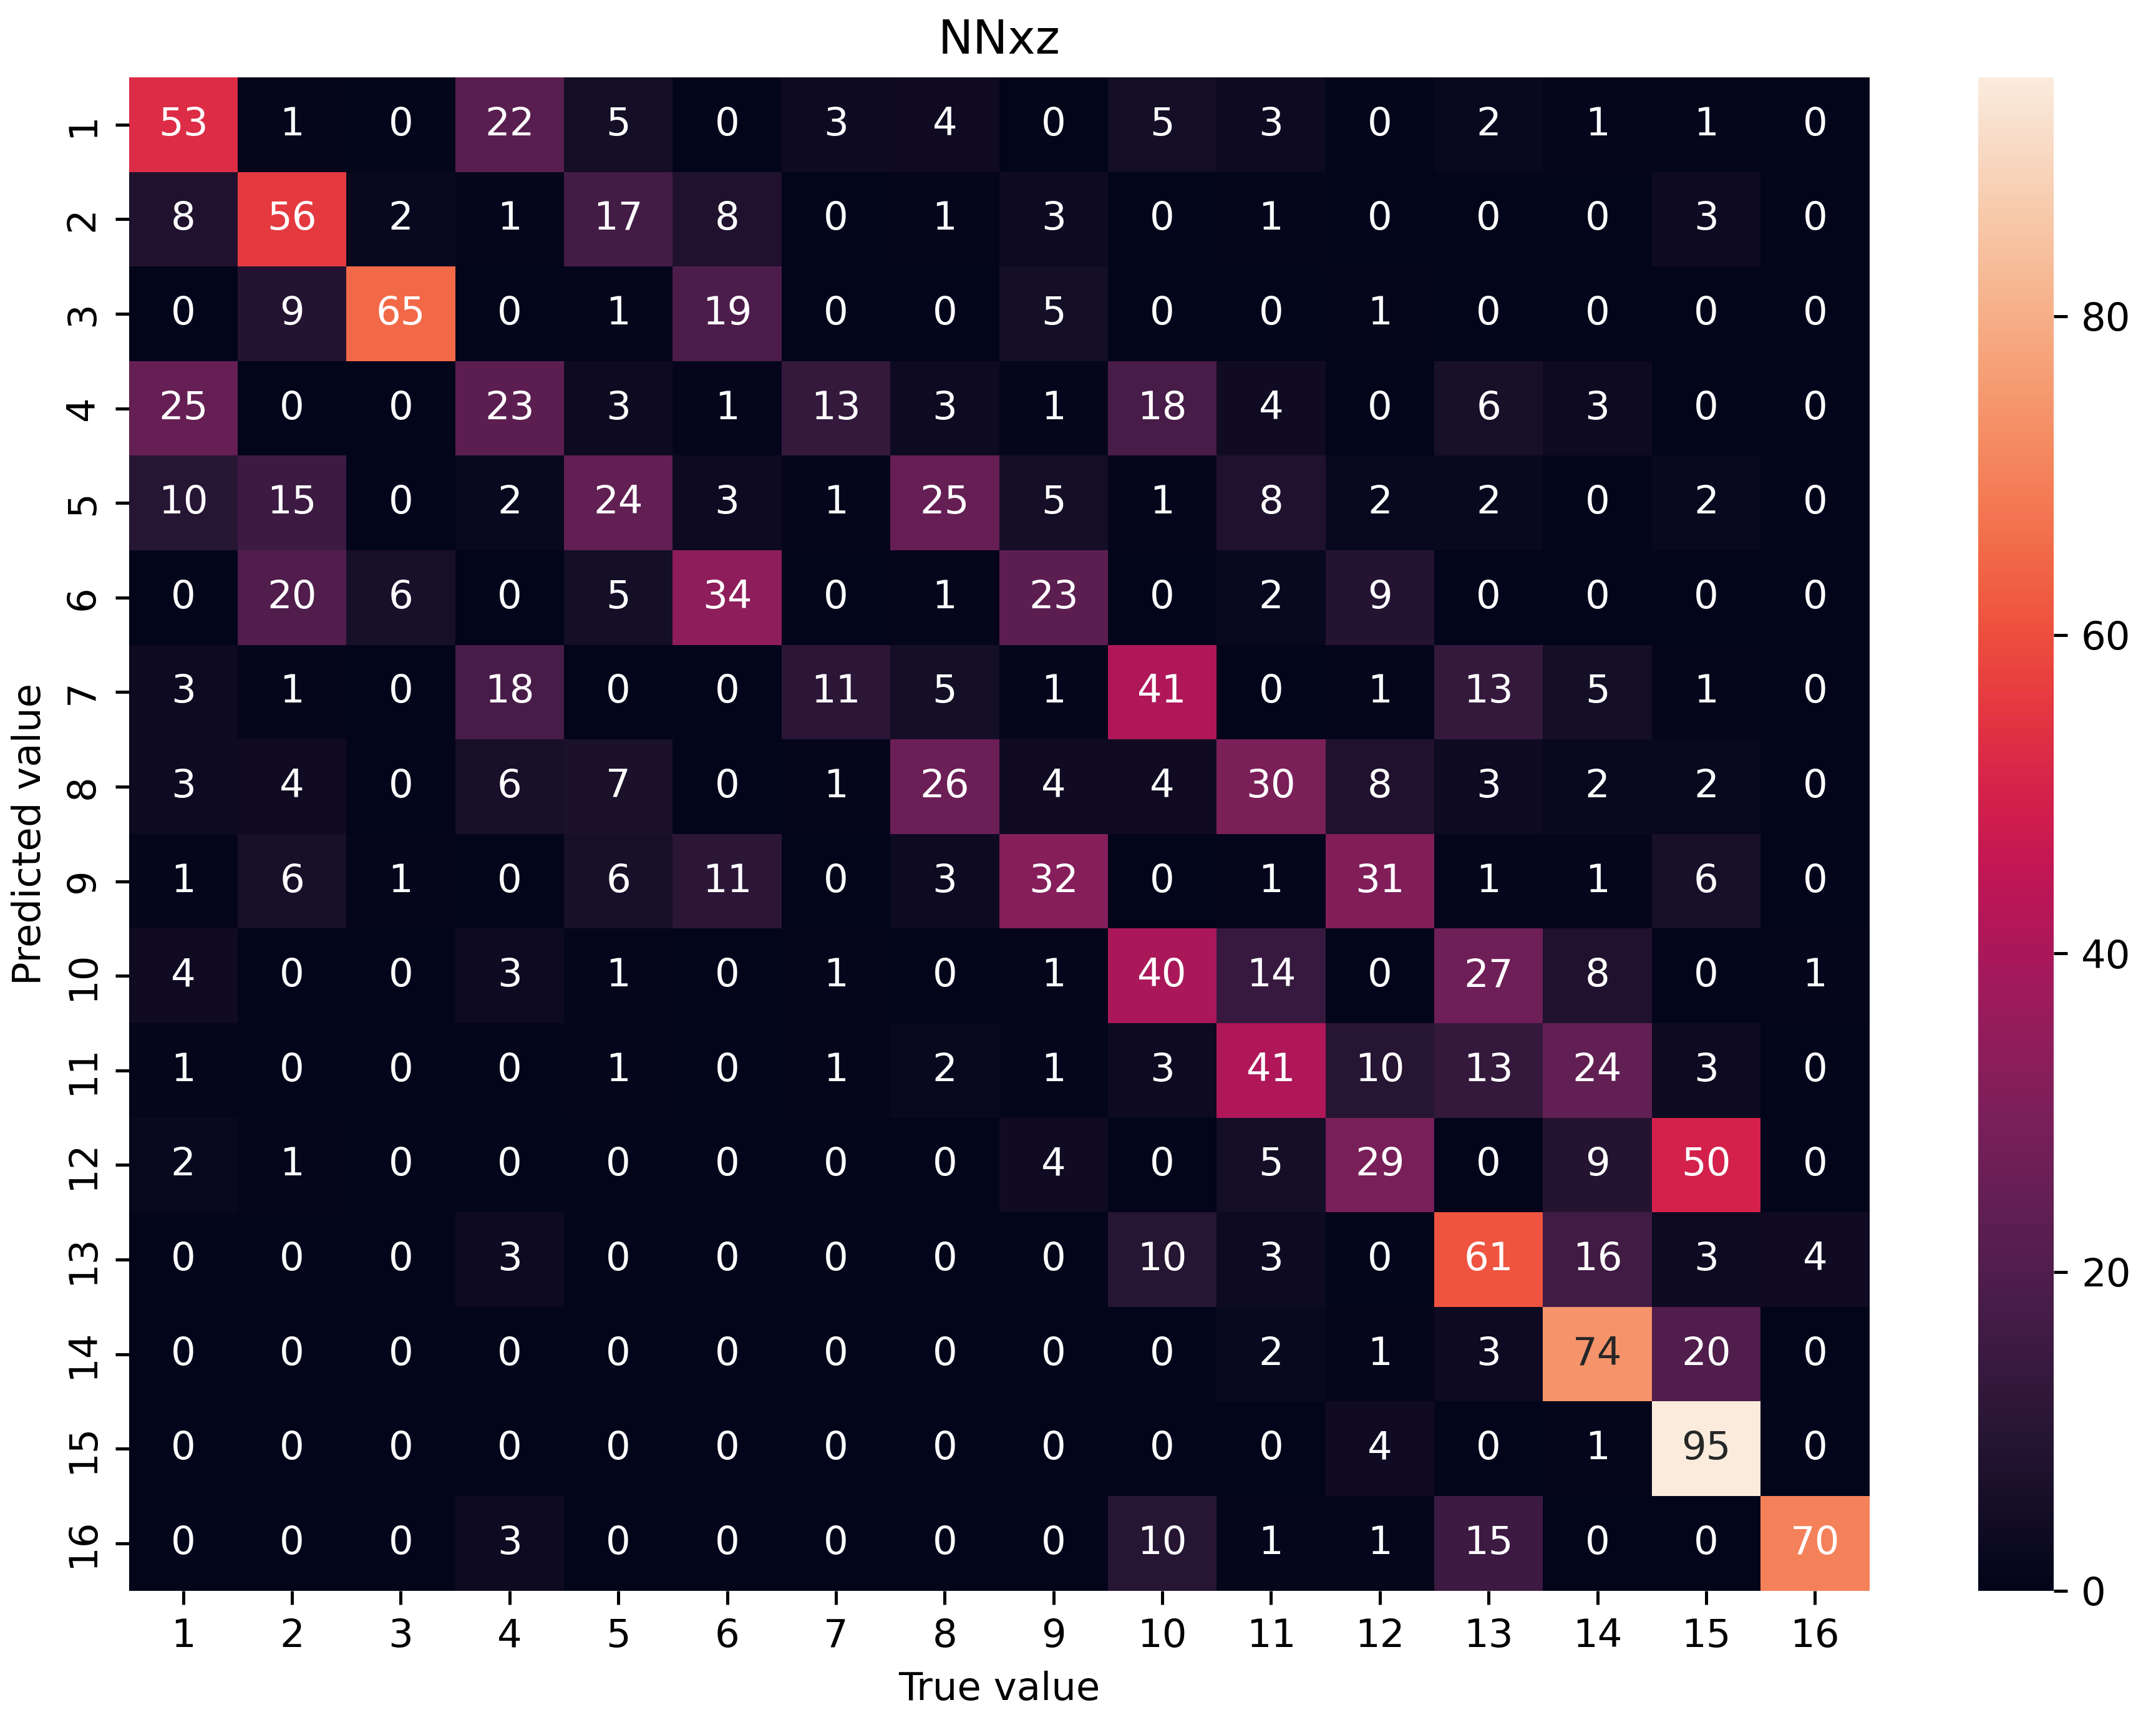 NNxz
1 53 1 0 22 5 0 3 4 0 5 3 0 2 1 1 0
2 8 56 2 1 17 8 0 1 3 0 1 0 0 0 3 0
3 0 9 65 0 1 19 0 0 5 0 0 1 0 0 0 0
4 25 0 0 23 3 1 13 3 1 18 4 0 6 3 0 0
5 10 15 0 2 24 3 1 25 5 1 8 2 2 0 2 0
6 0 20 6 0 5 34 0 1 23 0 2 9 0 0 0 0
7 3 1 0 18 0 0 11 5 1 41 0 1 13 5 1 0
8 3 4 0 6 7 0 1 26 4 4 30 8 3 2 2 0
9 1 6 1 0 6 11 0 3 32 0 1 31 1 1 6 0
10 4 0 0 3 1 0 1 0 1 40 14 0 27 8 0 1
11 1 0 0 0 1 0 1 2 1 3 41 10 13 24 3 0
12 2 1 0 0 0 0 0 0 4 0 5 29 0 9 50 0
13 0 0 0 3 0 0 0 0 0 10 3 0 61 16 3 4
14 0 0 0 0 0 0 0 0 0 0 2 1 3 74 20 0
15 0 0 0 0 0 0 0 0 0 0 0 4 0 1 95 0
16 0 0 0 3 0 0 0 0 0 10 1 1 15 0 0 70
1 2 3 4 5 6 7 8 9 10 11 12 13 14 15 16
True value
Predicted value
80
60
40
20
0